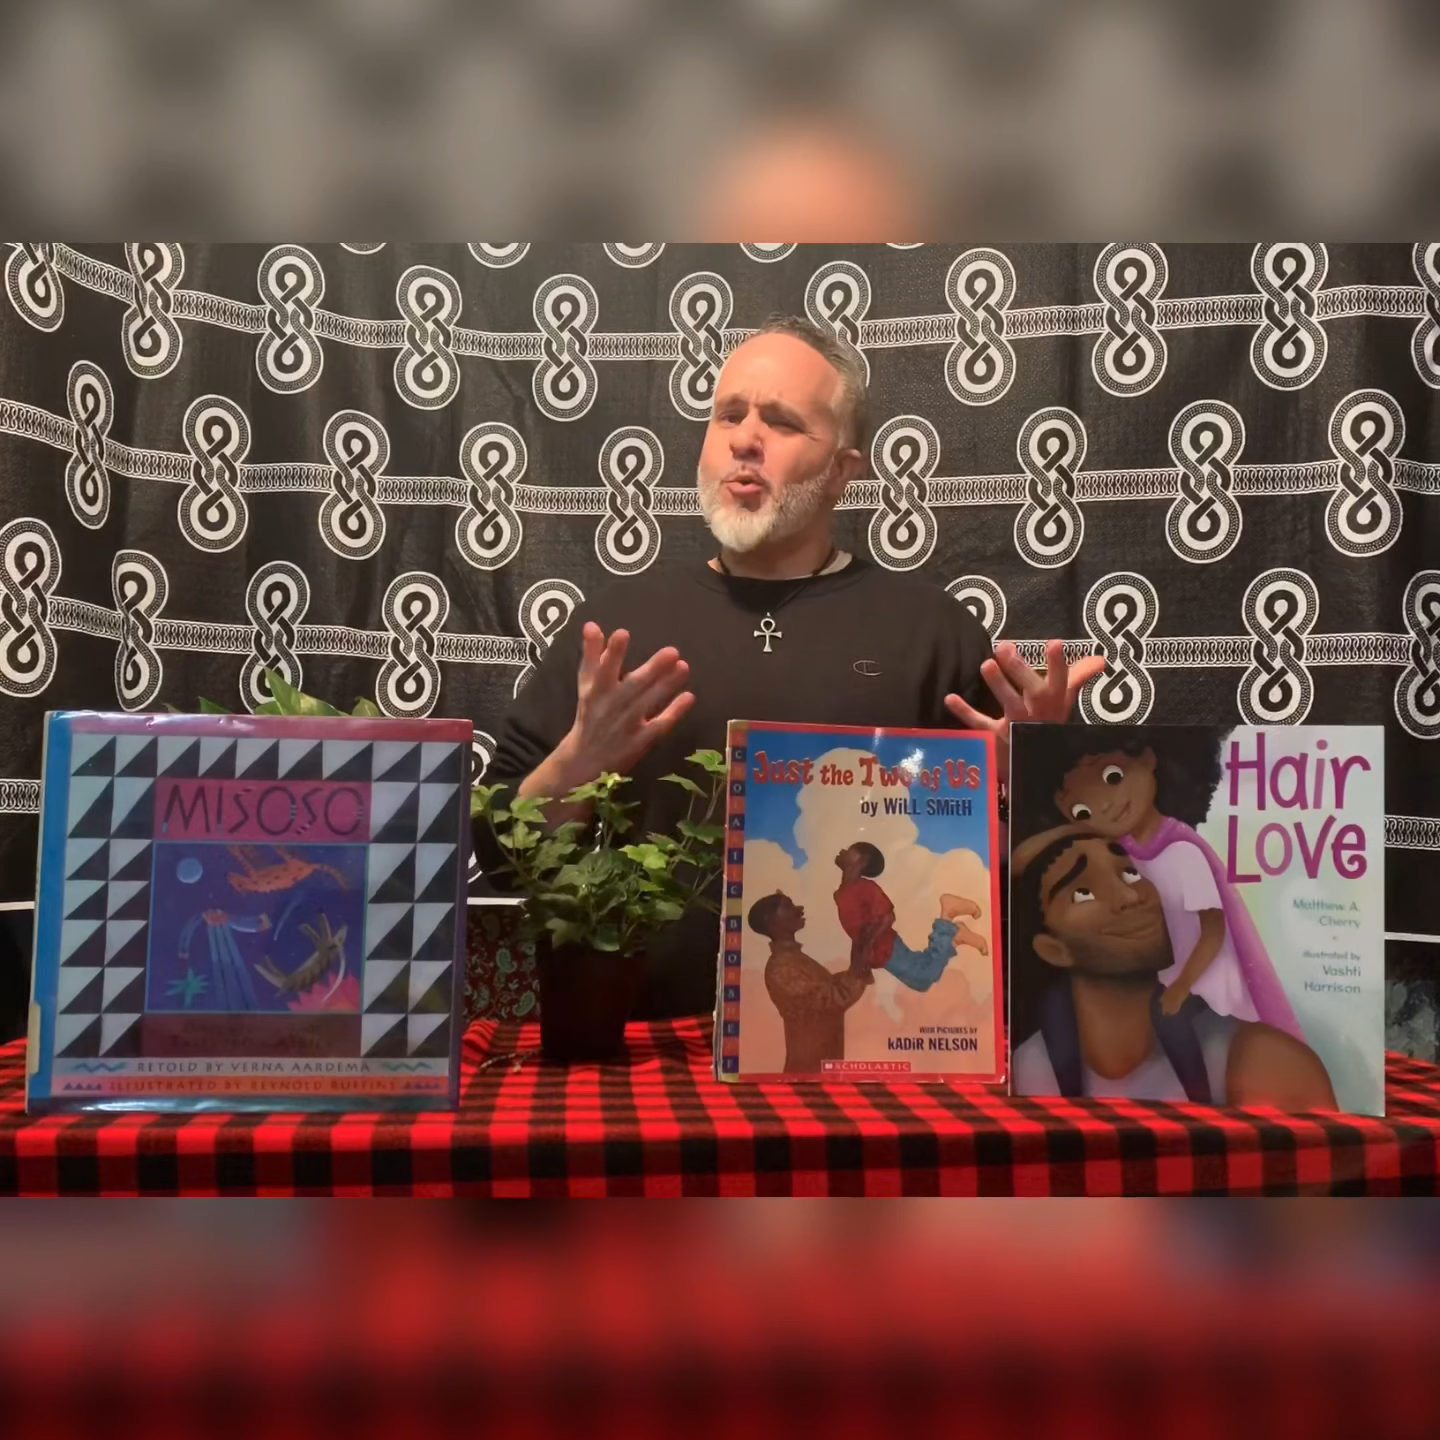 MISOSO
RETOLD BY VERNA AARDEMA
ILLUSTRATED BY REYNOLD RUFFINS
Just the Two of Us
by WiLL SMitH
WitH PiCTURES BY
kADiR NELSON
SCHOLASTIC
Hair
Love
Matthew A.
Cherry
illustrated by
Vashti
Harrison